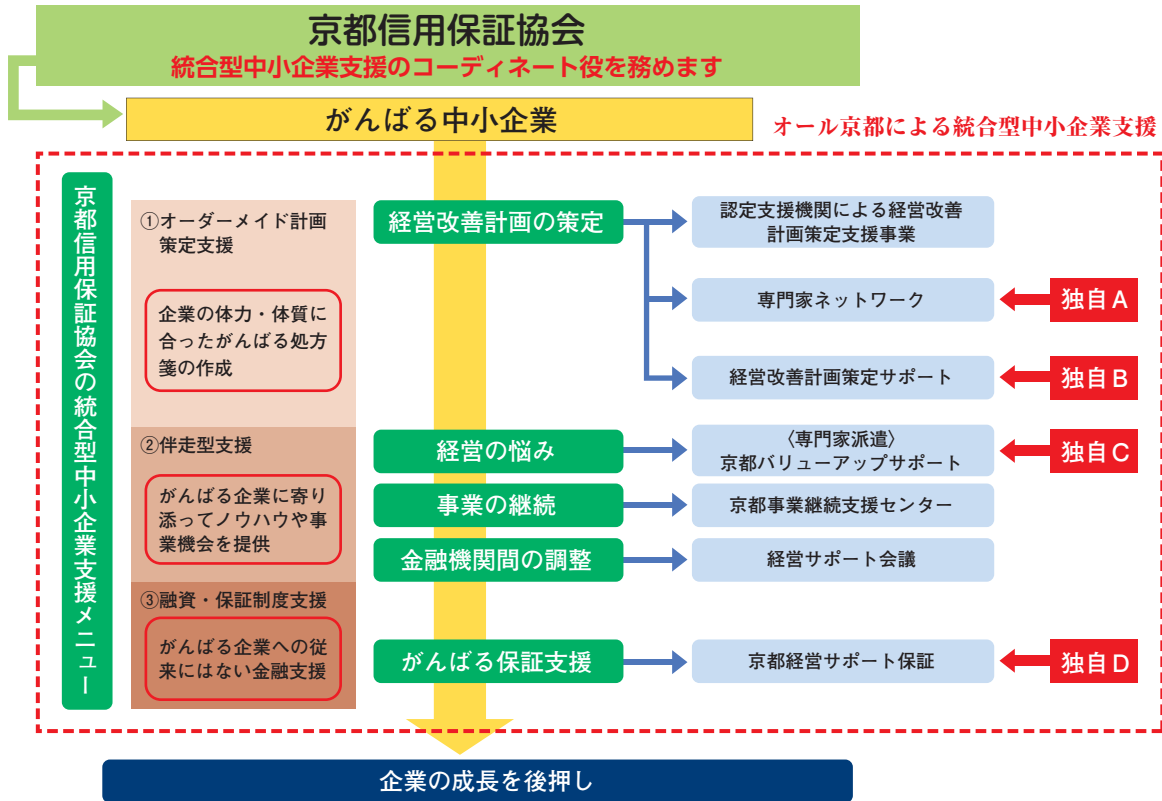 京都信用保証協会
統合型中小企業支援のコーディネート役を務めます
がんばる中小企業
オール京都による統合型中小企業支援
京都信用保証協会の統合型中小企業支援メニュー
①オーダーメイド計画
策定支援
企業の体力・体質に
合ったがんばる処方
箋の作成
経営改善計画の策定
認定支援機関による経営改善
計画策定支援事業
専門家ネットワーク
独自A
経営改善計画策定サポート
独自B
②伴走型支援
がんばる企業に寄り
添ってノウハウや事
業機会を提供
経営の悩み
〈専門家派遣〉
京都バリューアップサポート
独自C
事業の継続
京都事業継続支援センター
金融機関間の調整
経営サポート会議
③融資・保証制度支援
がんばる企業への従
来にはない金融支援
がんばる保証支援
京都経営サポート保証
独自D
企業の成長を後押し